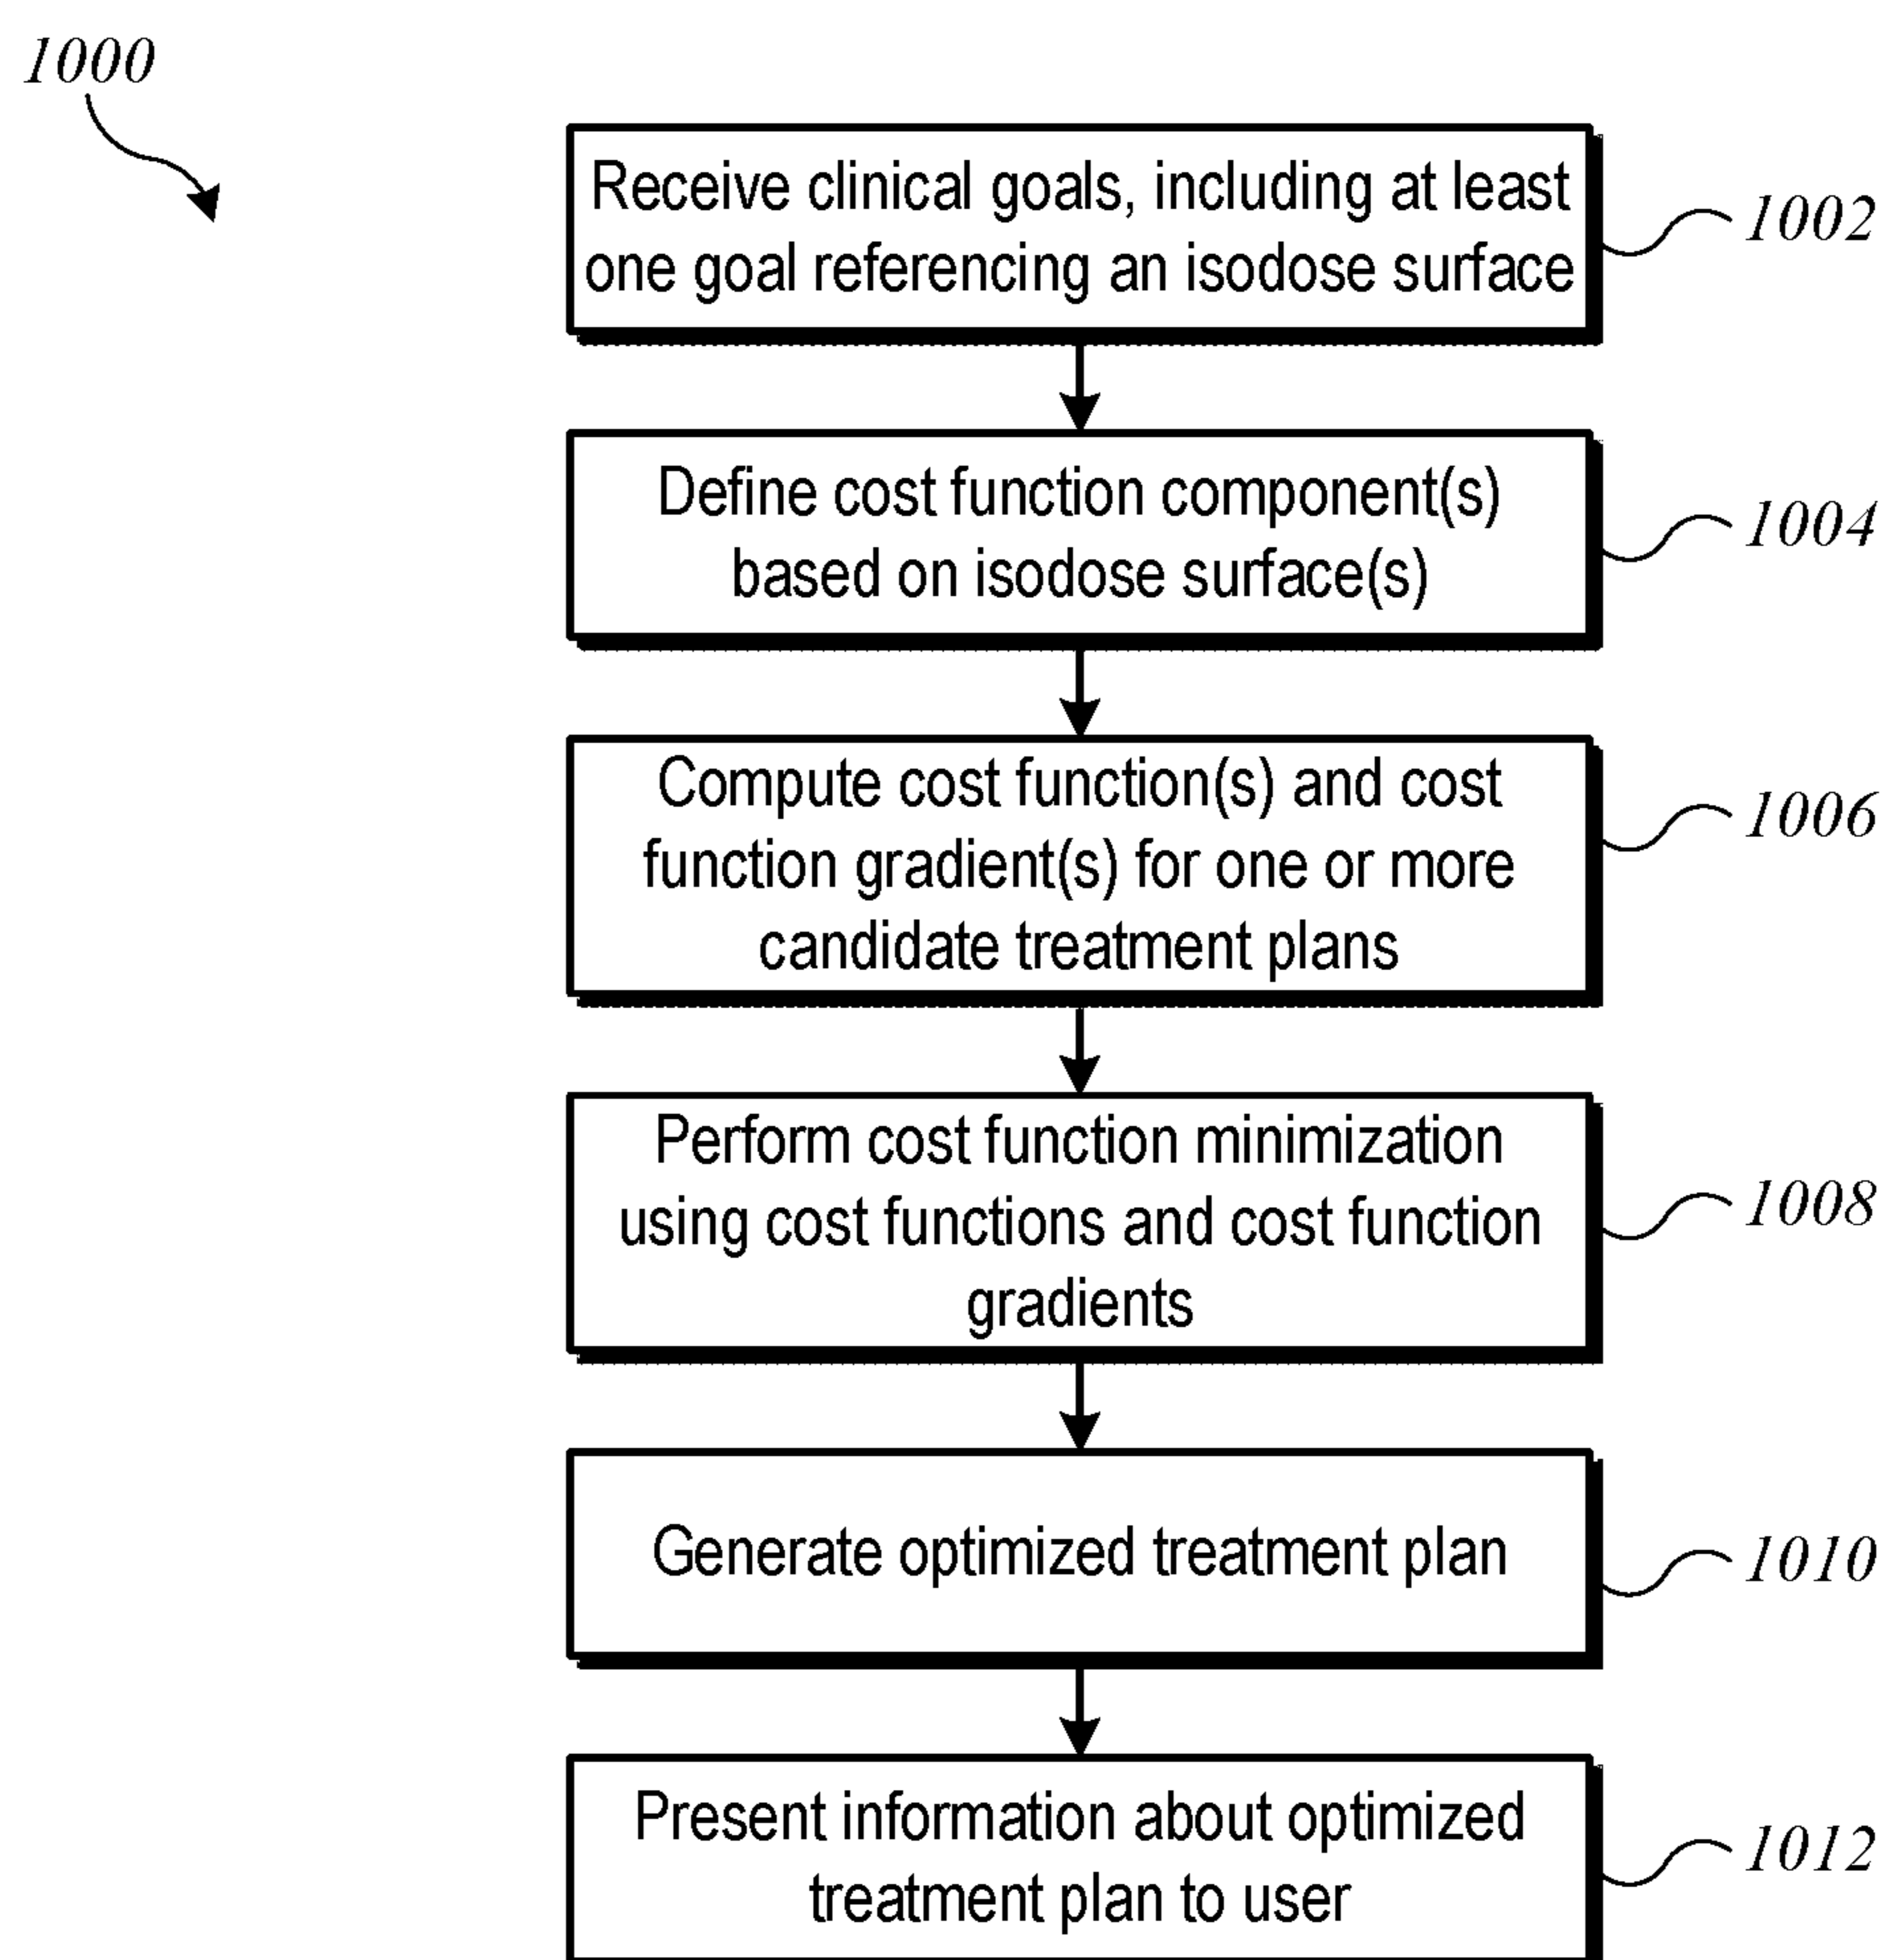 1000
Receive clinical goals, including at least
one goal referencing an isodose surface
1002
Define cost function component(s)
based on isodose surface(s)
1004
Compute cost function(s) and cost
function gradient(s) for one or more
candidate treatment plans
1006
Perform cost function minimization
using cost functions and cost function
gradients
1008
Generate optimized treatment plan
1010
Present information about optimized
treatment plan to user
1012